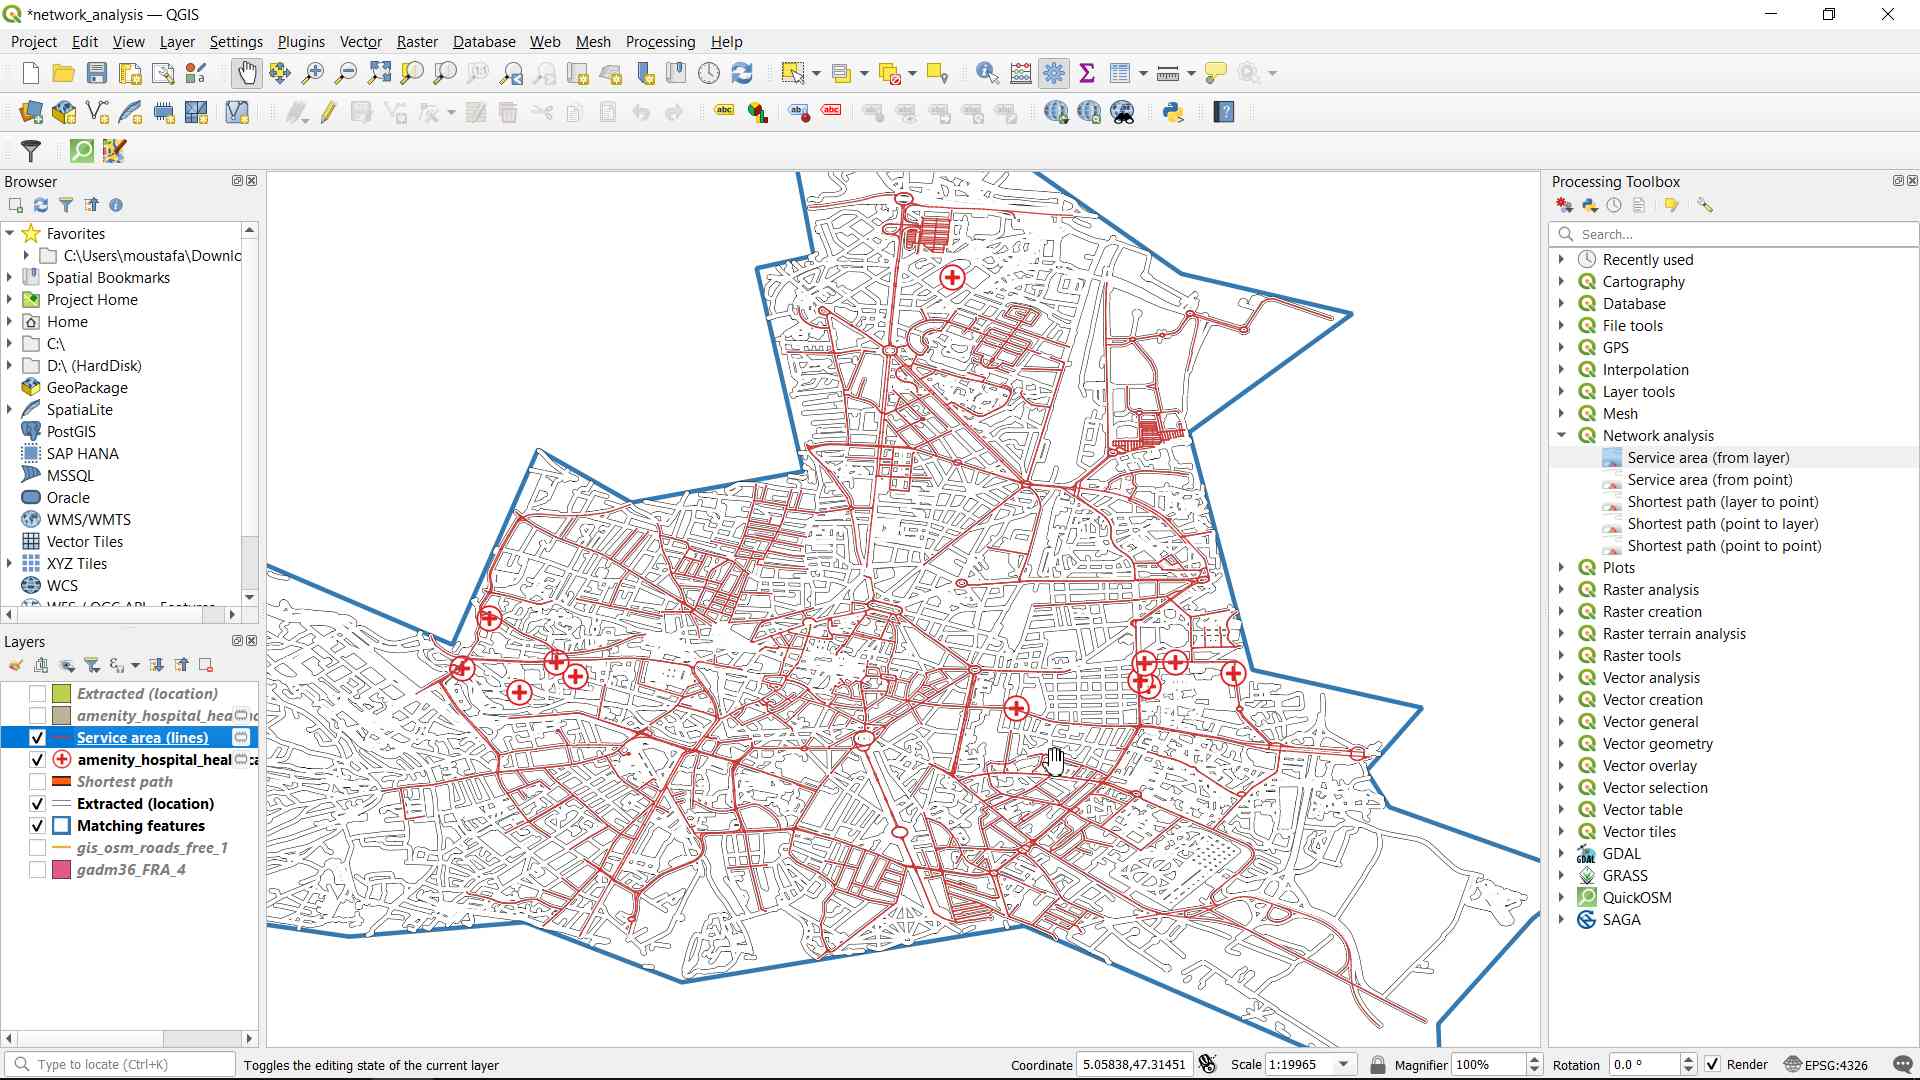 *network_analysis — QGIS
Project Edit View Layer Settings Plugins Vector Raster Database Web Mesh Processing Help
Browser
Favorites
C:\Users\moustafa\Downlc
Spatial Bookmarks
Project Home
Home
C:\
D:\ (HardDisk)
GeoPackage
SpatiaLite
PostGIS
SAP HANA
MSSQL
Oracle
WMS/WMTS
Vector Tiles
XYZ Tiles
WCS
Layers
Extracted (location)
amenity_hospital_hea
Service area (lines)
amenity_hospital_heal
Shortest path
Extracted (location)
Matching features
gis_osm_roads_free_1
gadm36_FRA_4
Processing Toolbox
Search...
Recently used
Cartography
Database
File tools
GPS
Interpolation
Layer tools
Mesh
Network analysis
Service area (from layer)
Service area (from point)
Shortest path (layer to point)
Shortest path (point to layer)
Shortest path (point to point)
Plots
Raster analysis
Raster creation
Raster terrain analysis
Raster tools
Vector analysis
Vector creation
Vector general
Vector geometry
Vector overlay
Vector selection
Vector table
Vector tiles
GDAL
GRASS
QuickOSM
SAGA
Type to locate (Ctrl+K) Toggles the editing state of the current layer Coordinate 5.05838,47.31451 Scale 1:19965 Magnifier 100% Rotation 0.0 ° Render EPSG:4326